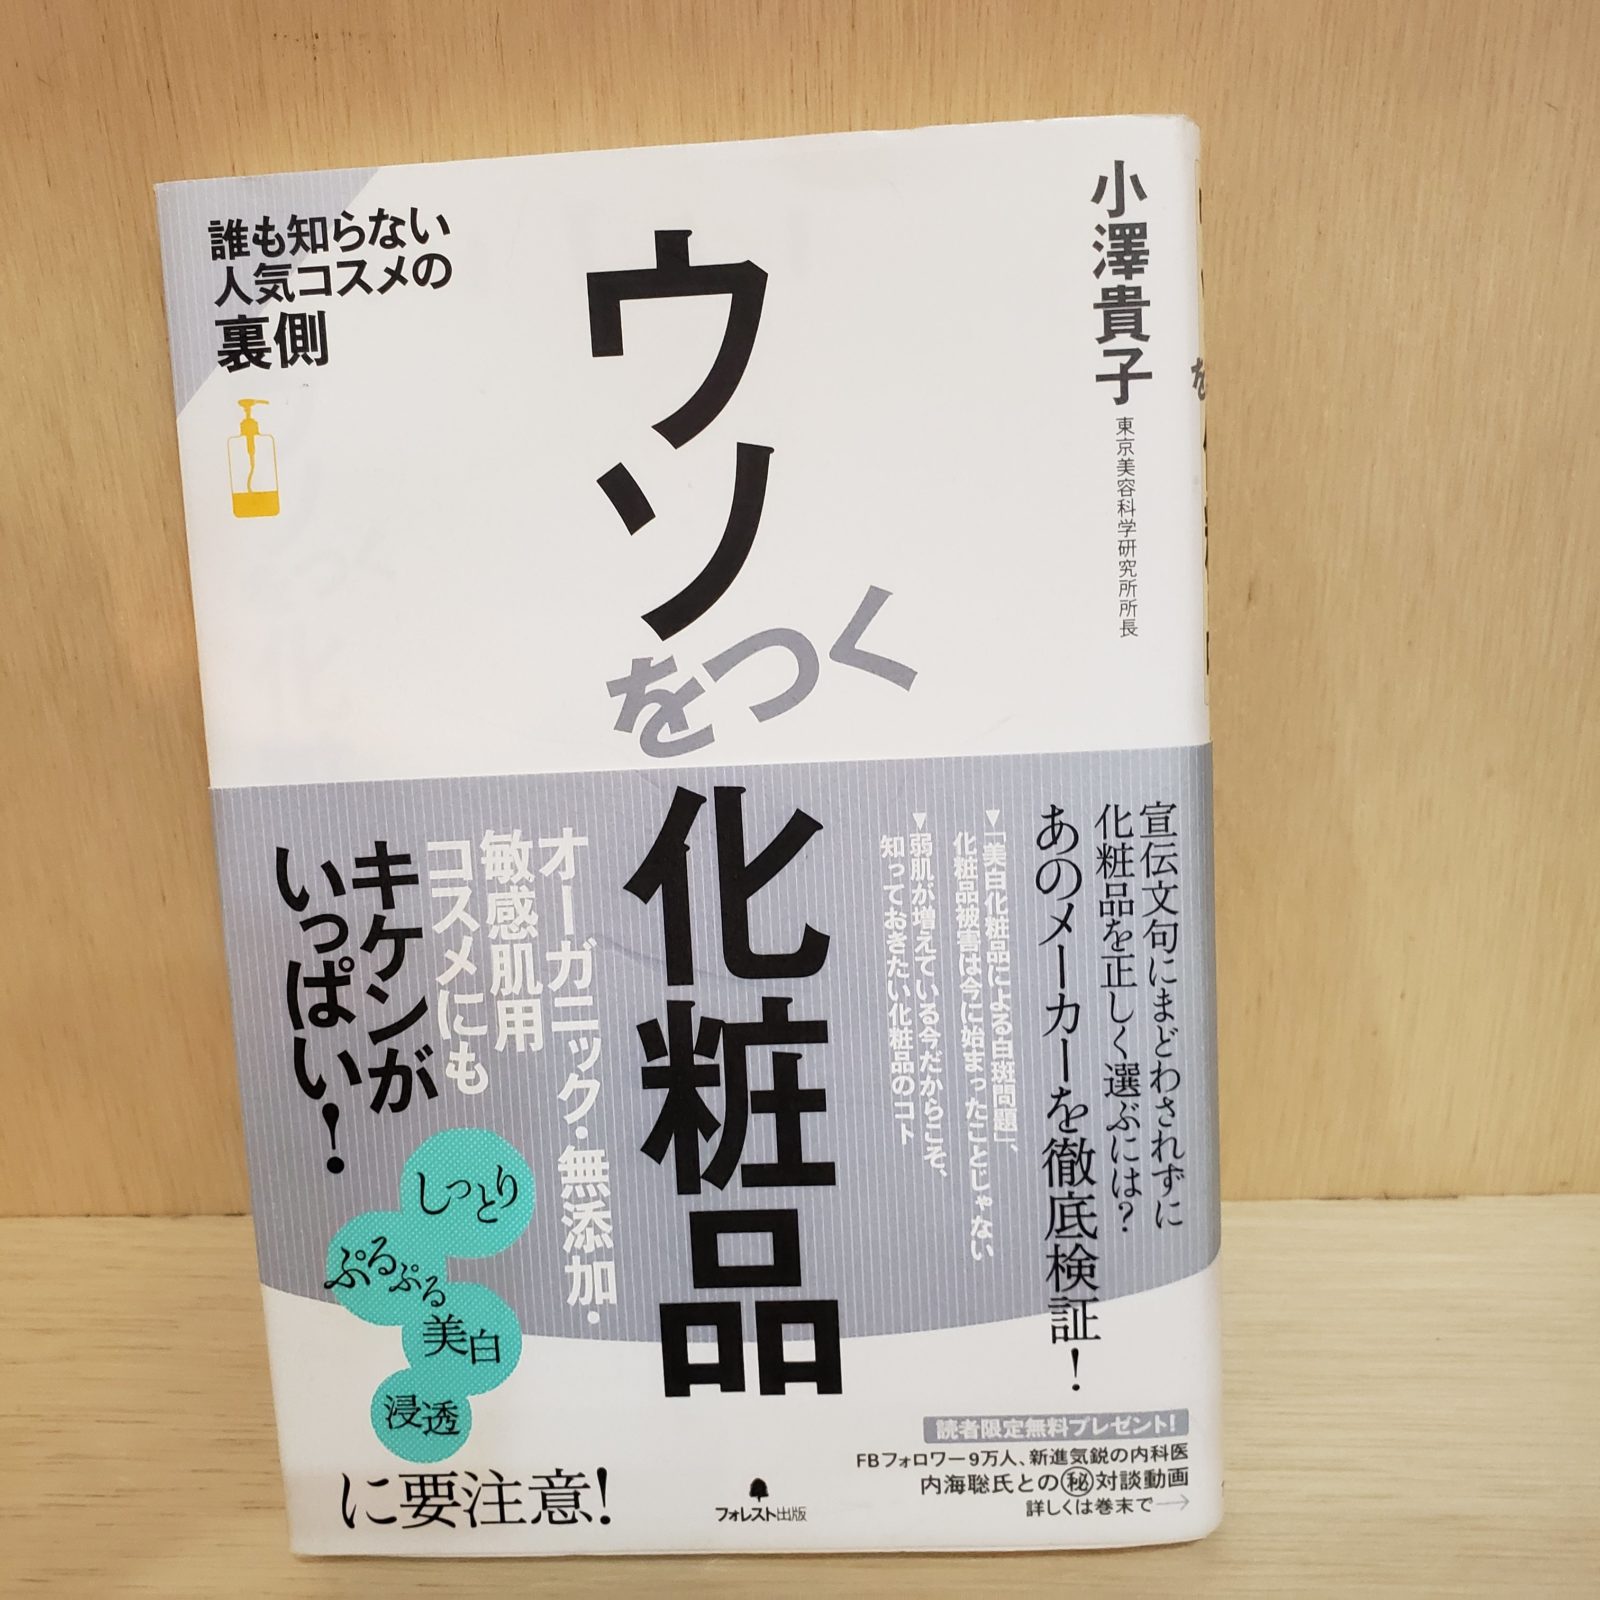 誰も知らない
人気コスメの
裏側
小澤貴子
東京美容科学研究所所長
ウソ
をつく
化粧品
宣伝文句にまどわされずに
化粧品を正しく選ぶには?
あのメーカーを徹底検証!
▼「美白化粧品による白斑問題」、
化粧品被害は今に始まったことじゃない
▼弱肌が増えている今だからこそ、
知っておきたい化粧品のコト
オーガニック・無添加・
敏感肌用
コスメにも
キケンが
いっぱい!
しっとり
ぷるぷる
美白
浸透
に要注意!
読者限定無料プレゼント!
FBフォロワー9万人、新進気鋭の内科医
内海聡氏との㊙対談動画
詳しくは巻末で→
フォレスト出版